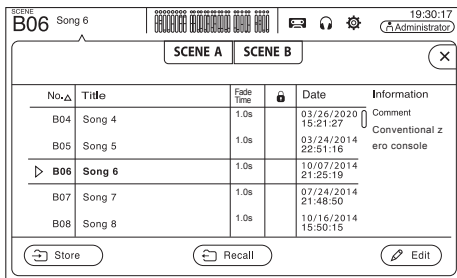 SCENE
B06 Song 6
19:30:17
Administrator
SCENE A SCENE B
No. Title Fade Time Date Information
B04 Song 4 1.0s 03/26/2020 15:21:27
Comment
Conventional z
ero console
B05 Song 5 1.0s 03/24/2014 22:51:16
B06 Song 6 1.0s 10/07/2014 21:25:19
B07 Song 7 1.0s 07/24/2014 21:48:50
B08 Song 8 1.0s 10/16/2014 15:50:15
Store Recall Edit